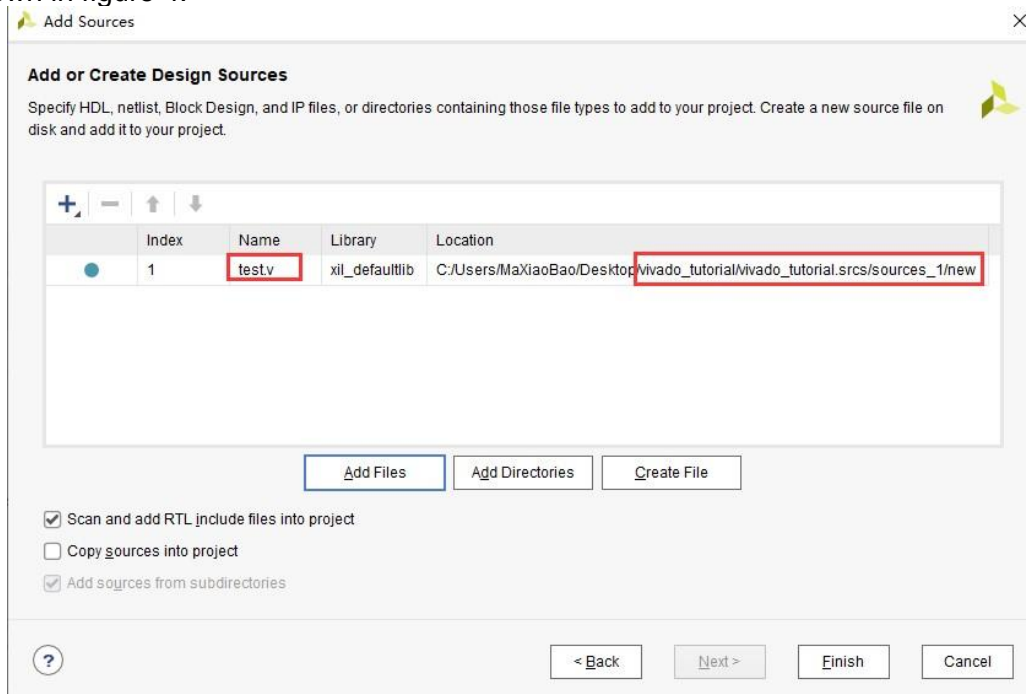 Add Sources
Add or Create Design Sources
Specify HDL, netlist, Block Design, and IP files, or directories containing those file types to add to your project. Create a new source file on
disk and add it to your project.
Index Name Library Location
1 test.v xil_defaultlib C:/Users/MaXiaoBao/Desktop/vivado_tutorial/vivado_tutorial.srcs/sources_1/new
Add Files Add Directories Create File
Scan and add RTL include files into project
Copy sources into project
Add sources from subdirectories
? < Back Next > Finish Cancel